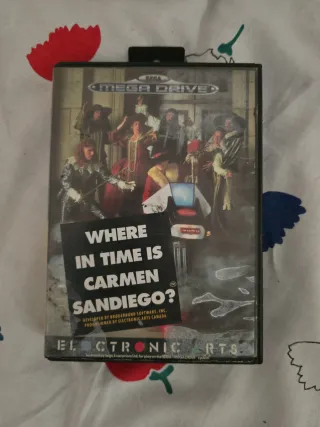 SEGA
MEGA DRIVE
WHERE
IN TIME IS
CARMEN
SANDIEGO?
DEVELOPED BY BRODERBUND SOFTWARE, INC.
PROGRAMMED BY ELECTRONIC ARTS CANADA
ELECTRONIC ARTS